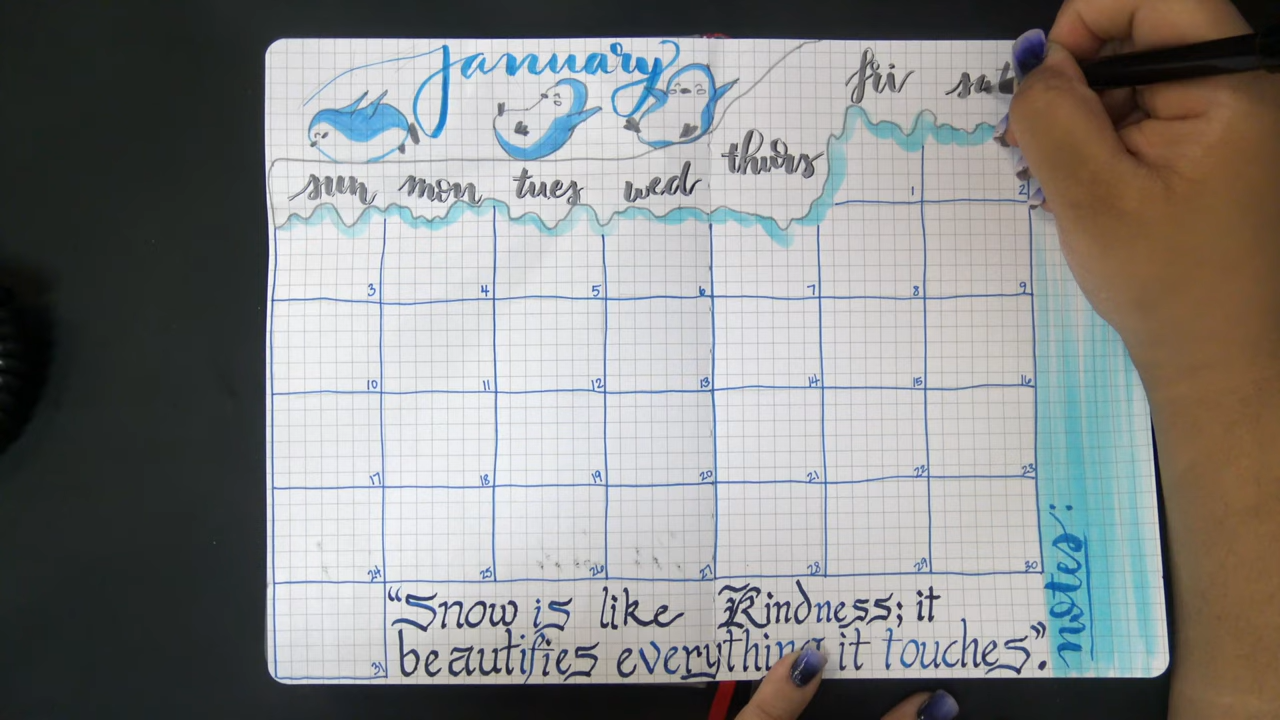 January
fri sat
thurs
sun mon tues wed
1 2
3 4 5 6 7 8 9
10 11 12 13 14 15 16
17 18 19 20 21 22 23
24 25 26 27 28 29 30
31
“Snow is like Kindness; it
beautifies everything it touches”.
notes: